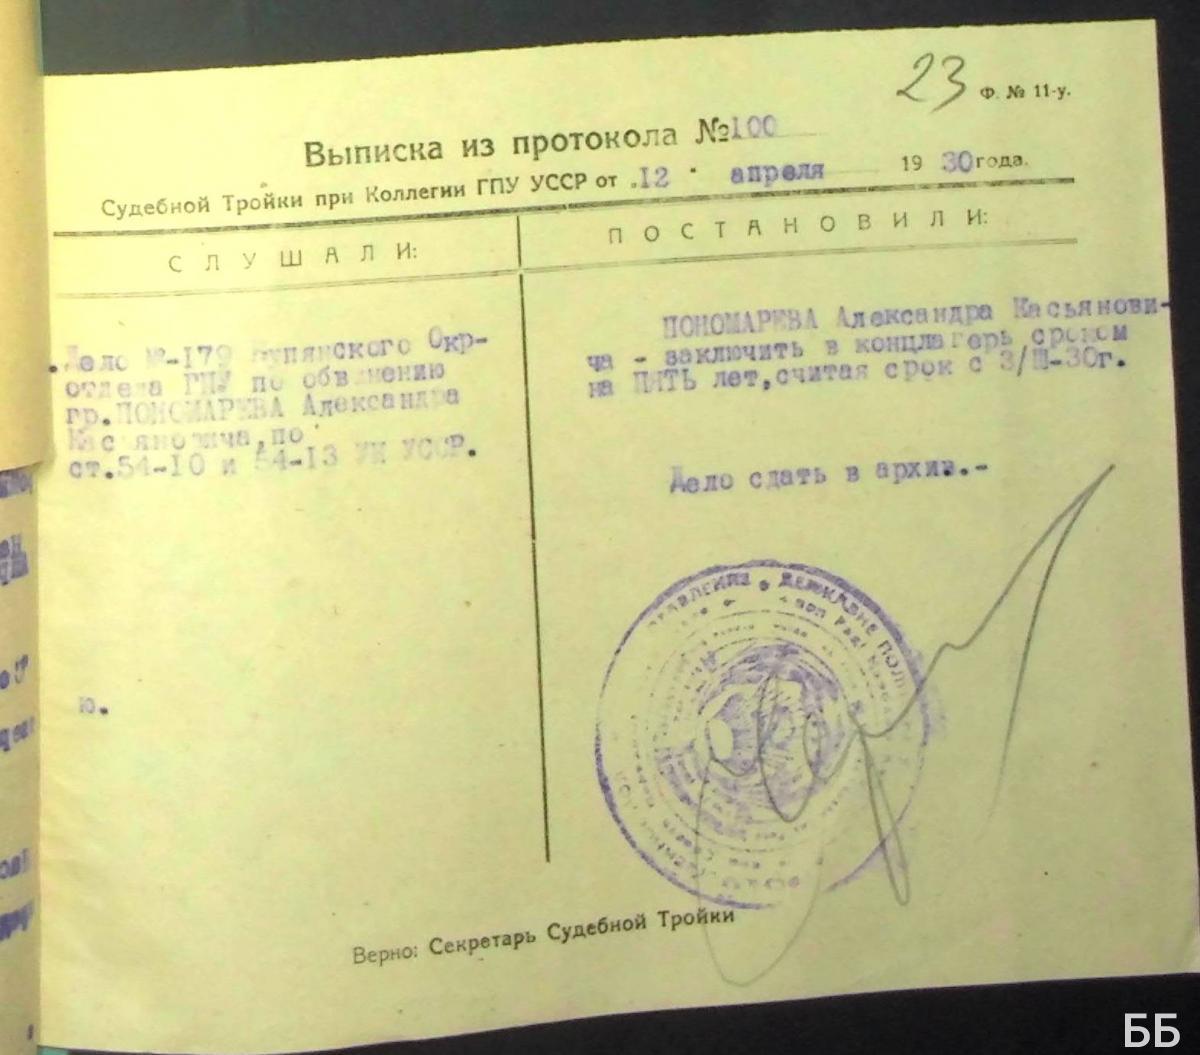 23 Ф. № 11-у.
Выписка из протокола №100
Судебной Тройки при Коллегии ГПУ УССР от .12 " апреля 1930 года.
СЛУШАЛИ:
.Дело №-179 Купянского Окр-
отдела ГПУ по обвинению
гр.ПОНОМАРЕВА Александра
Касьяновича,по
ст.54-10 и 54-13 УК УССР.
ю.
ПОСТАНОВИЛИ:
ПОНОМАРЕВА Александра Касьянови-
ча - заключить в концлагерь сроком
на ПЯТЬ лет,считая срок с 3/Ш-30г.
Дело сдать в архив.-
ДЕРЖАВНЕ
Верно: Секретарь Судебной Тройки
ББ